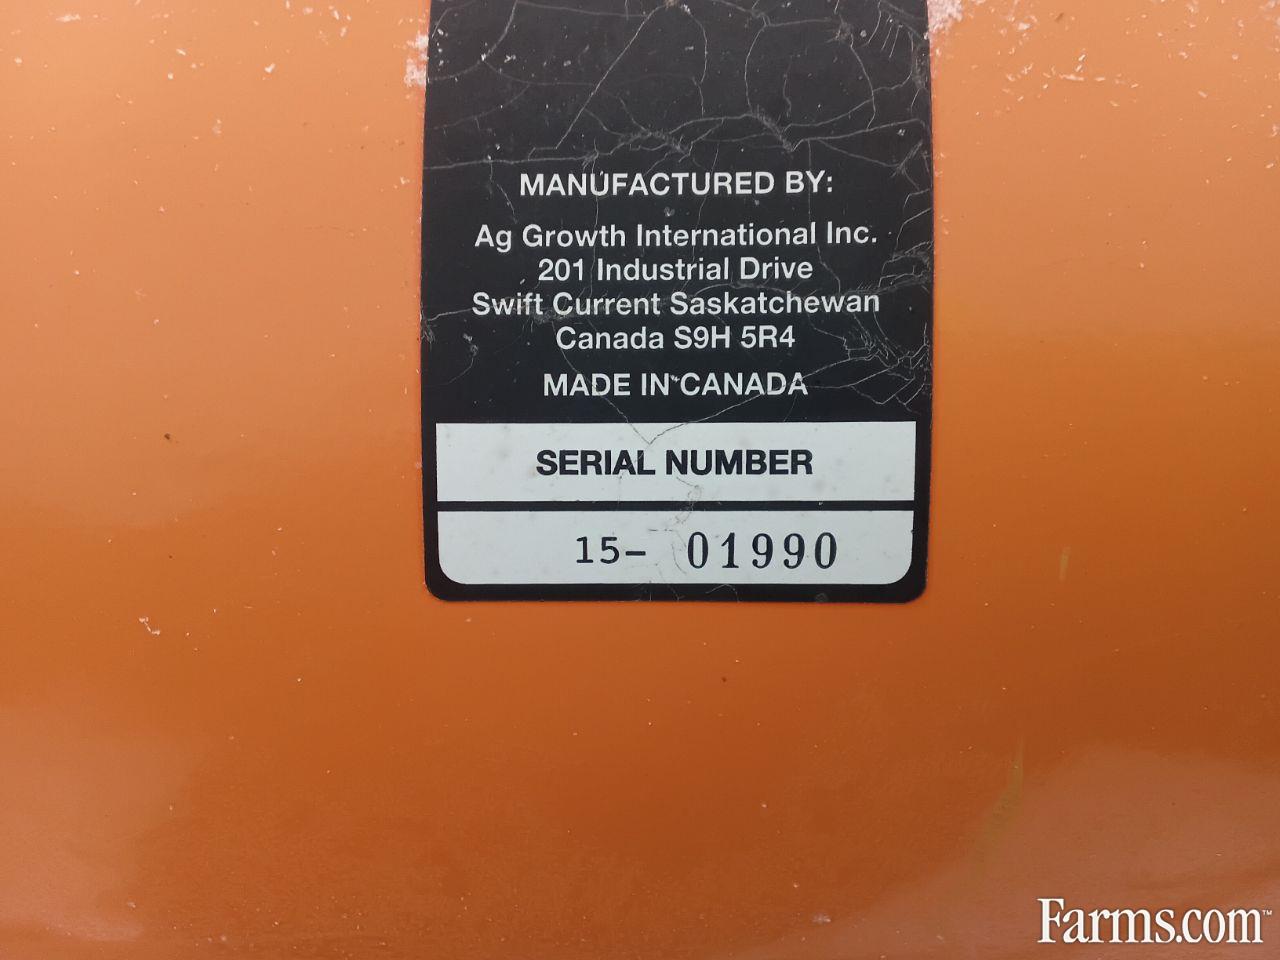 MANUFACTURED BY:
Ag Growth International Inc.
201 Industrial Drive
Swift Current Saskatchewan
Canada S9H 5R4
MADE IN CANADA
SERIAL NUMBER
15- 01990
Farms.com™